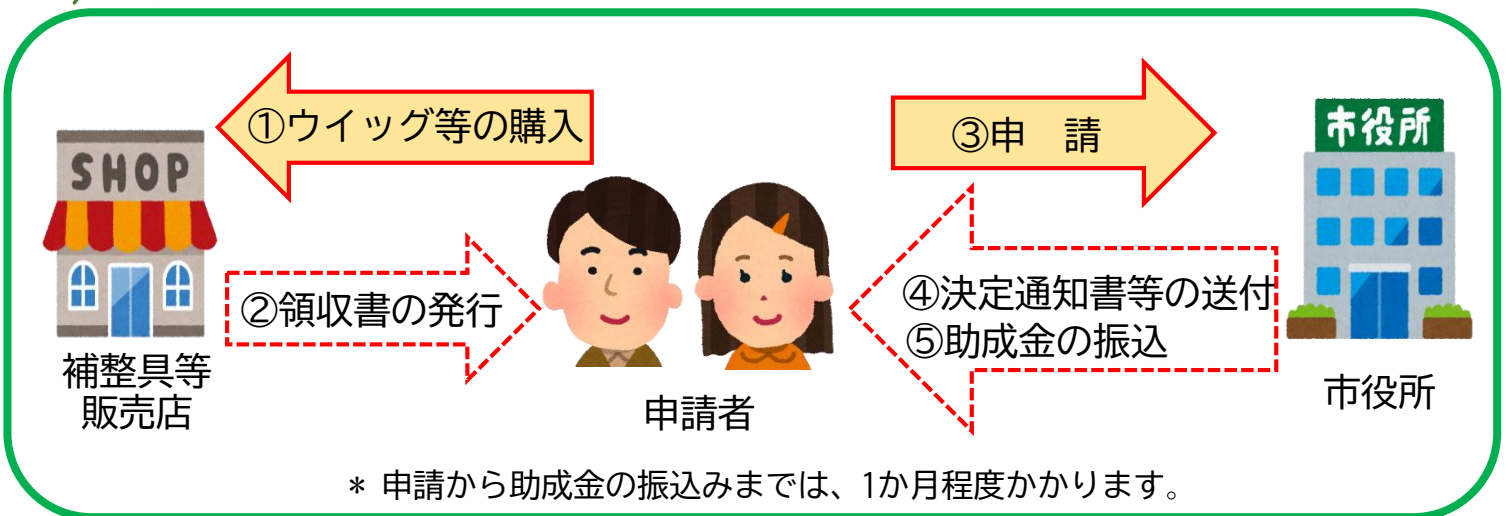 ①ウイッグ等の購入
③申　請
市役所
SHOP
②領収書の発行
④決定通知書等の送付
⑤助成金の振込
補整具等
販売店
申請者
市役所
* 申請から助成金の振込みまでは、1か月程度かかります。